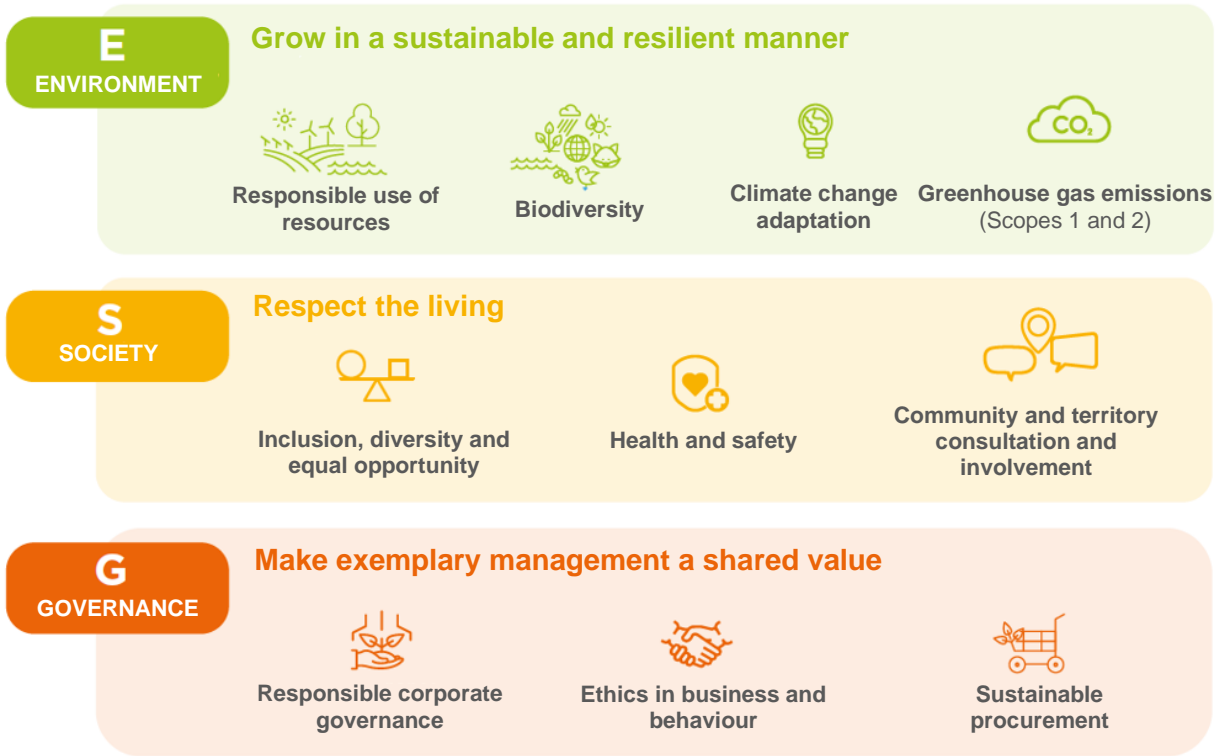 E
ENVIRONMENT
Grow in a sustainable and resilient manner
Responsible use of
resources
Biodiversity
Climate change
adaptation
CO₂
Greenhouse gas emissions
(Scopes 1 and 2)
S
SOCIETY
Respect the living
Inclusion, diversity and
equal opportunity
Health and safety
Community and territory
consultation and
involvement
G
GOVERNANCE
Make exemplary management a shared value
Responsible corporate
governance
Ethics in business and
behaviour
Sustainable
procurement